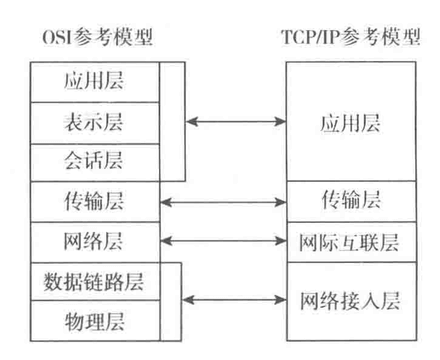 OSI参考模型
TCP/IP参考模型
应用层
表示层
会话层
传输层
网络层
数据链路层
物理层
应用层
传输层
网际互联层
网络接入层